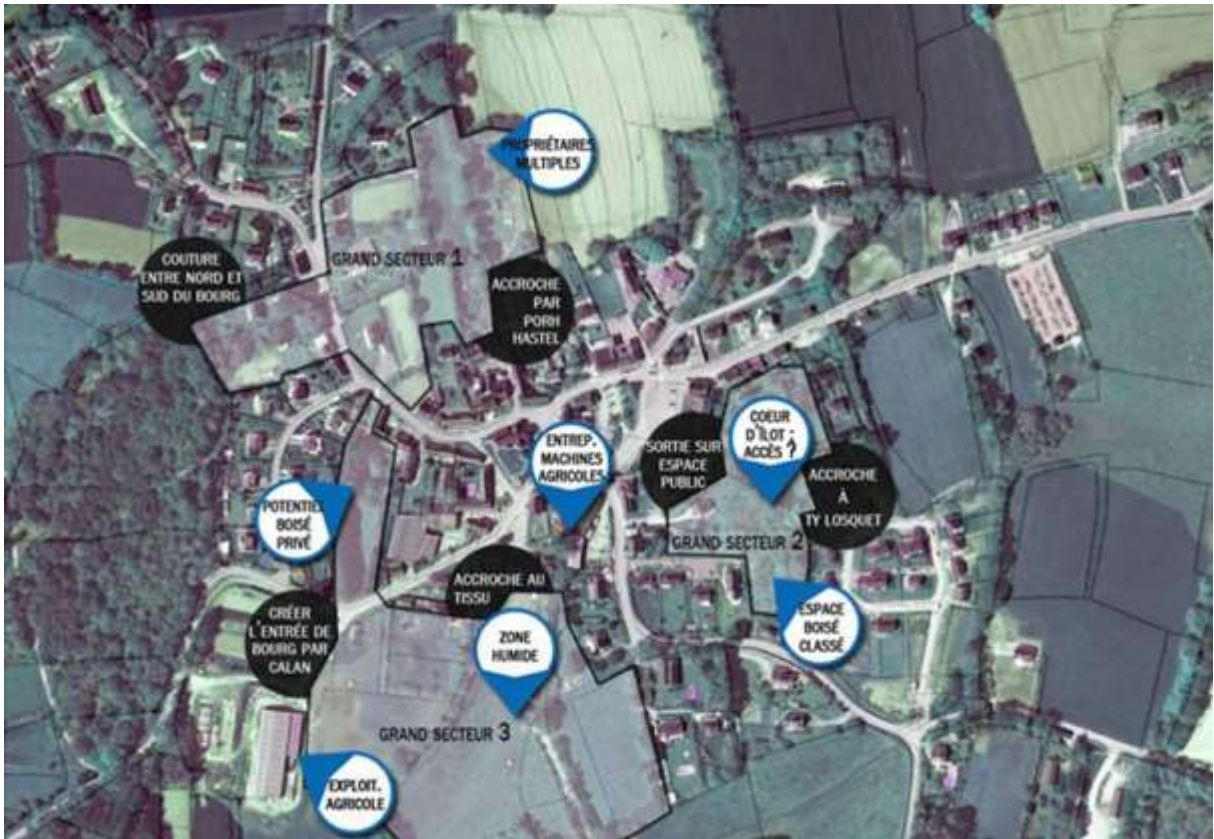 PROPRIÉTAIRES
MULTIPLES
COUTURE
ENTRE NORD ET
SUD DU BOURG
GRAND SECTEUR 1
ACCROCHE
PAR
PORH
HASTEL
COEUR
D'ÎLOT -
ACCÈS ?
ENTREP.
MACHINES
AGRICOLES
SORTIE SUR
ESPACE
PUBLIC
ACCROCHE
À
TY LOSQUET
POTENTIEL
BOISÉ
PRIVÉ
GRAND SECTEUR 2
ACCROCHE AU
TISSU
CRÉER
L'ENTRÉE DE
BOURG PAR
CALAN
ZONE
HUMIDE
ESPACE
BOISÉ
CLASSÉ
GRAND SECTEUR 3
EXPLOIT.
AGRICOLE